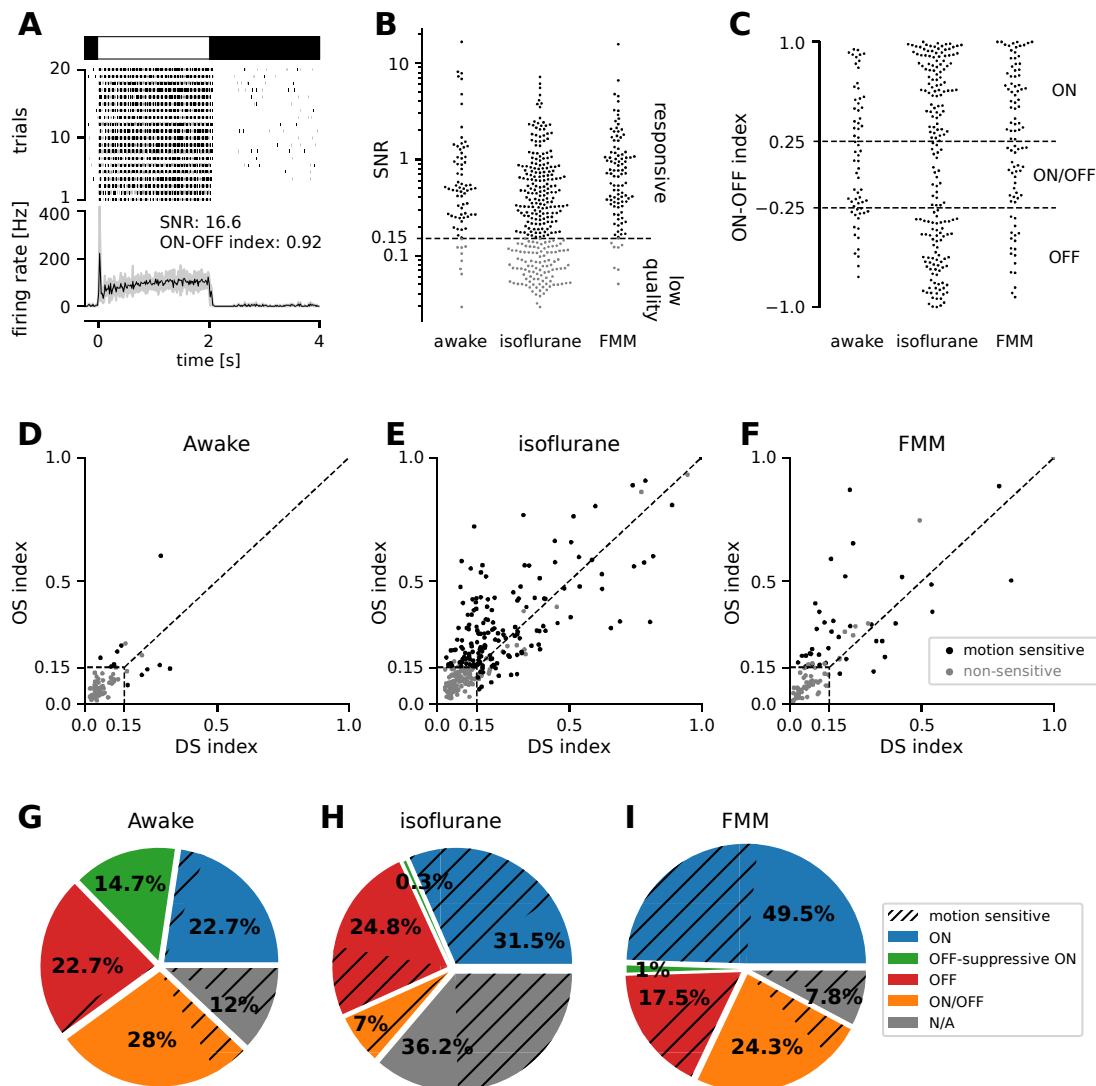 A
20
10
1
trials
400
200
0
firing rate [Hz]
SNR: 16.6
ON-OFF index: 0.92
0
2
4
time [s]
B
10
1
0.15
0.1
SNR
responsive
low
quality
awake
isoflurane
FMM
C
1.0
0.25
−0.25
−1.0
ON-OFF index
ON
ON/OFF
OFF
awake
isoflurane
FMM
D
Awake
1.0
0.5
0.15
0.0
OS index
0.0
0.15
0.5
1.0
DS index
E
isoflurane
1.0
0.5
0.15
0.0
OS index
0.0
0.15
0.5
1.0
DS index
F
FMM
1.0
0.5
0.15
0.0
OS index
0.0
0.15
0.5
1.0
DS index
motion sensitive
non-sensitive
G
Awake
14.7%
22.7%
22.7%
12%
28%
H
isoflurane
0.3%
24.8%
31.5%
7%
36.2%
I
FMM
49.5%
1%
17.5%
7.8%
24.3%
motion sensitive
ON
OFF-suppressive ON
OFF
ON/OFF
N/A